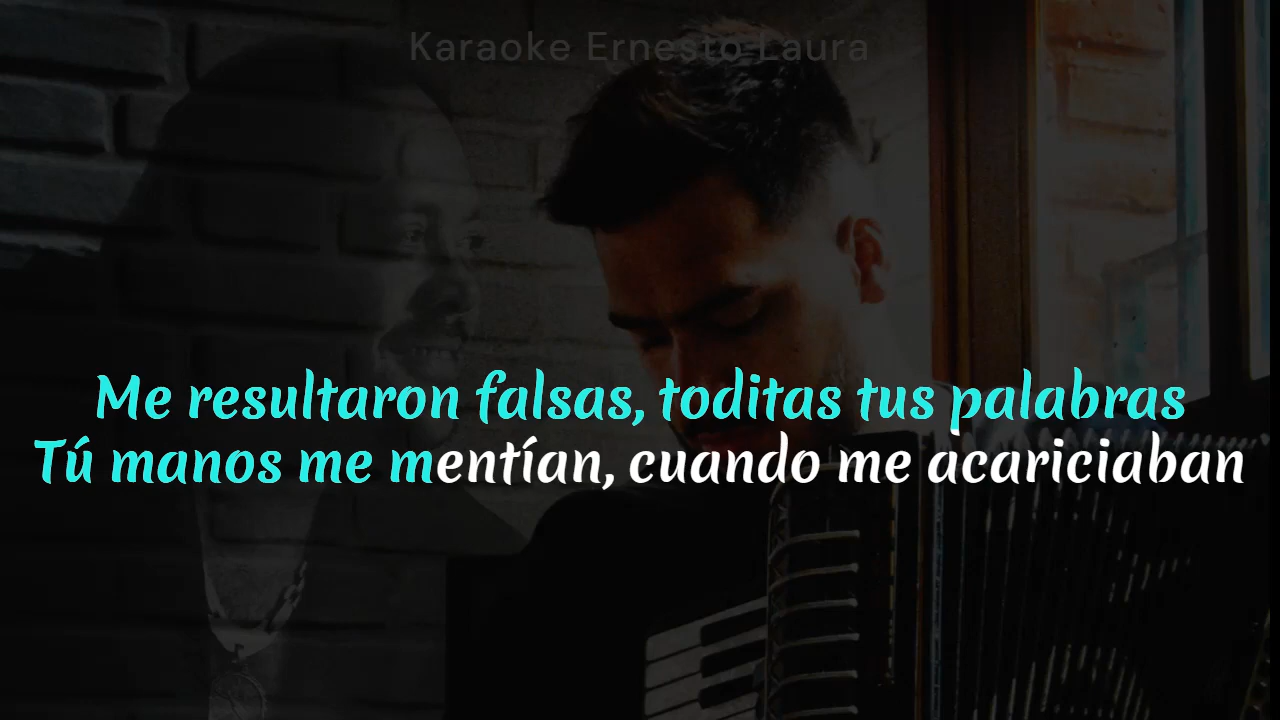 Karaoke Ernesto Laura
Me resultaron falsas, toditas tus palabras
Tú manos me mentían, cuando me acariciaban